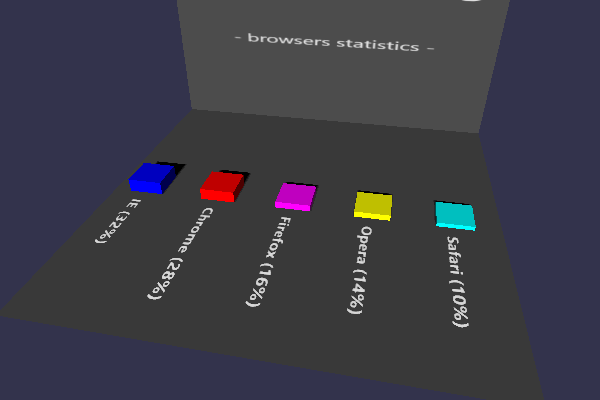 - browsers statistics -
IE (32%)
Chrome (28%)
Firefox (16%)
Opera (14%)
Safari (10%)